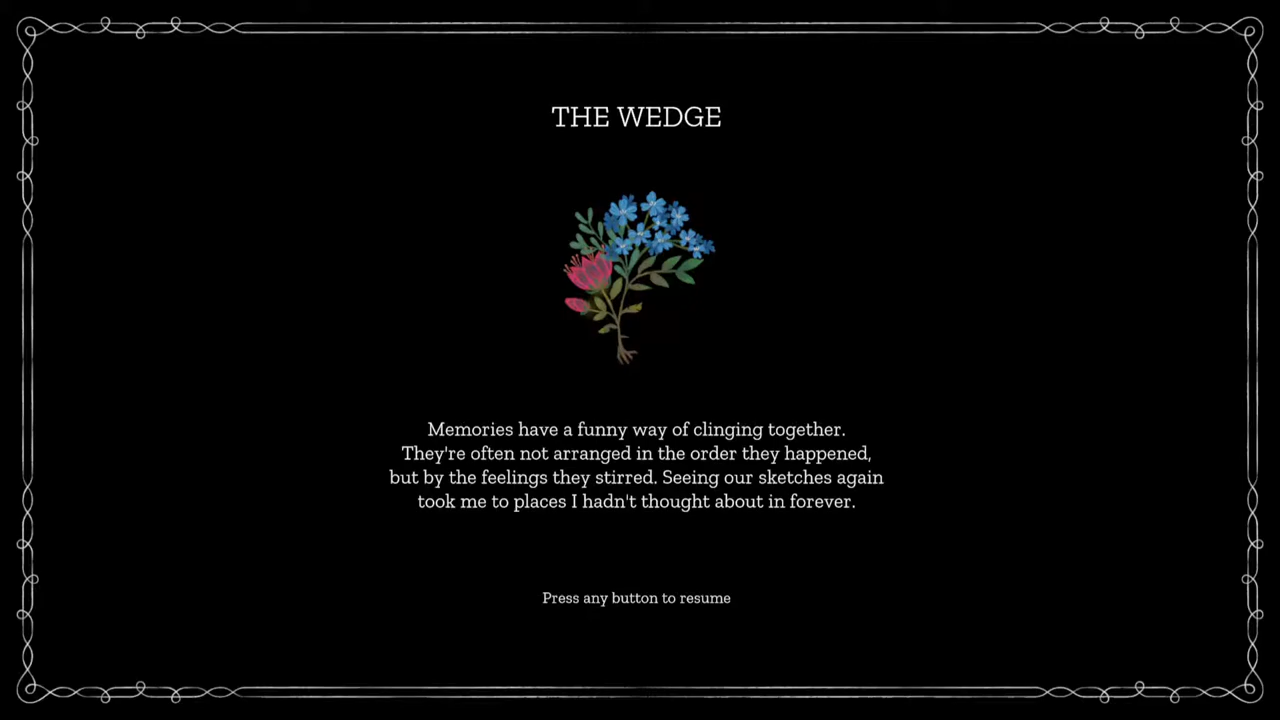 THE WEDGE
Memories have a funny way of clinging together.
They're often not arranged in the order they happened,
but by the feelings they stirred. Seeing our sketches again
took me to places I hadn't thought about in forever.
Press any button to resume